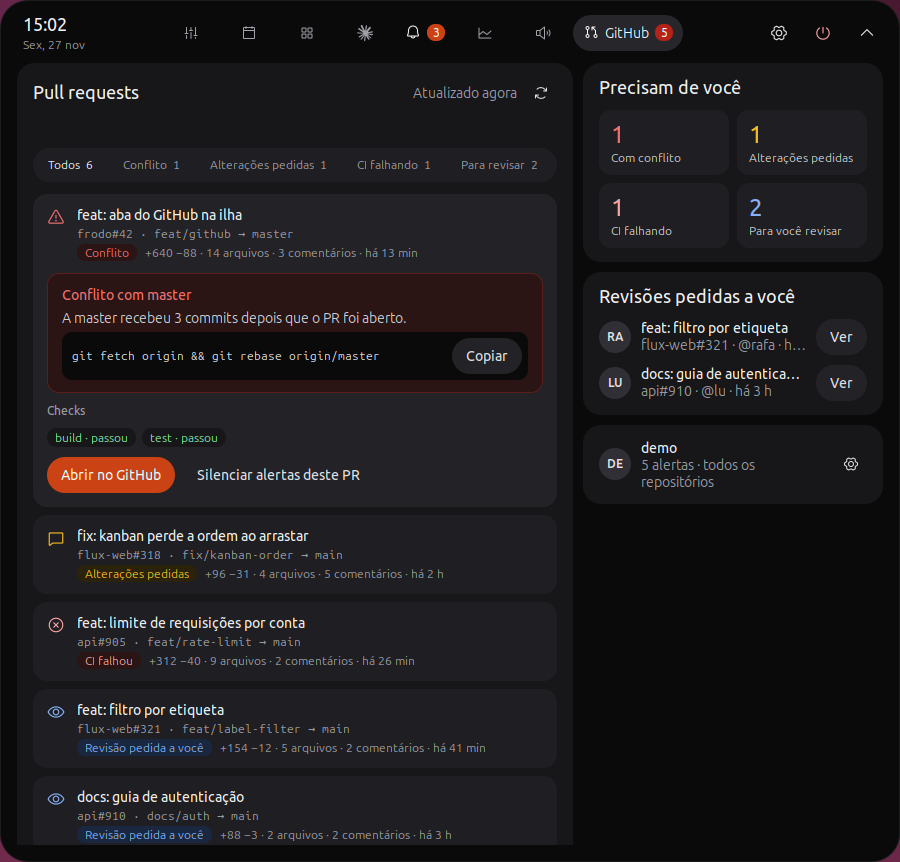 15:02
Sex, 27 nov
3
GitHub 5
Pull requests
Atualizado agora
Todos 6
Conflito 1
Alterações pedidas 1
CI falhando 1
Para revisar 2
feat: aba do GitHub na ilha
frodo#42 · feat/github → master
Conflito +640 −88 · 14 arquivos · 3 comentários · há 13 min
Conflito com master
A master recebeu 3 commits depois que o PR foi aberto.
git fetch origin && git rebase origin/master
Copiar
Checks
build · passou
test · passou
Abrir no GitHub
Silenciar alertas deste PR
fix: kanban perde a ordem ao arrastar
flux-web#318 · fix/kanban-order → main
Alterações pedidas +96 −31 · 4 arquivos · 5 comentários · há 2 h
feat: limite de requisições por conta
api#905 · feat/rate-limit → main
CI falhou +312 −40 · 9 arquivos · 2 comentários · há 26 min
feat: filtro por etiqueta
flux-web#321 · feat/label-filter → main
Revisão pedida a você +154 −12 · 5 arquivos · 2 comentários · há 41 min
docs: guia de autenticação
api#910 · docs/auth → main
Revisão pedida a você +88 −3 · 2 arquivos · 2 comentários · há 3 h
Precisam de você
1
Com conflito
1
Alterações pedidas
1
CI falhando
2
Para você revisar
Revisões pedidas a você
RA
feat: filtro por etiqueta
flux-web#321 · @rafa · h…
Ver
LU
docs: guia de autentica…
api#910 · @lu · há 3 h
Ver
DE
demo
5 alertas · todos os
repositórios